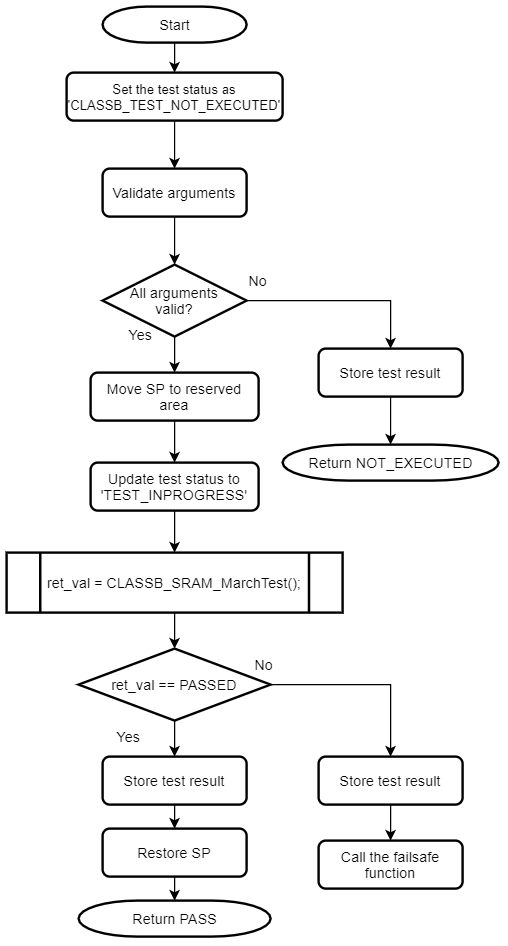 Start
Set the test status as
'CLASSB_TEST_NOT_EXECUTED'
Validate arguments
All arguments
valid?
No
Yes
Move SP to reserved
area
Store test result
Return NOT_EXECUTED
Update test status to
'TEST_INPROGRESS'
ret_val = CLASSB_SRAM_MarchTest();
ret_val == PASSED
No
Yes
Store test result
Store test result
Restore SP
Call the failsafe
function
Return PASS